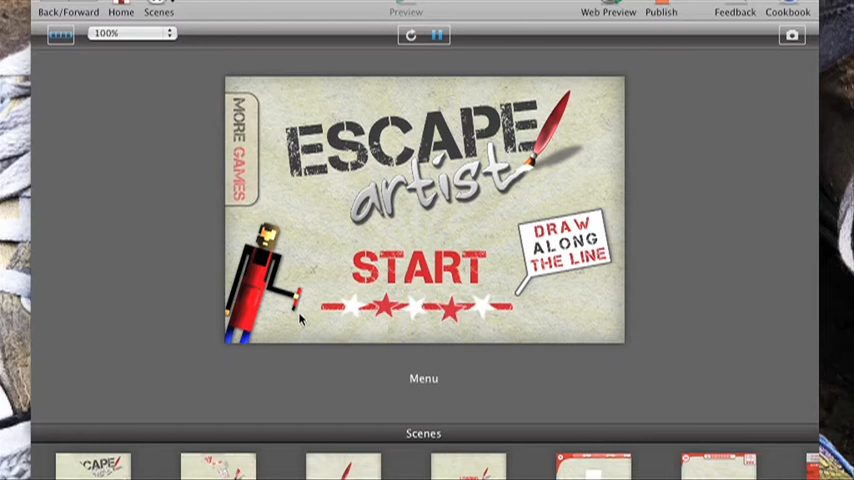 Back/Forward Home Scenes Preview Web Preview Publish Feedback Cookbook
100%
MORE GAMES
ESCAPE
artist
START
DRAW
ALONG
THE LINE
Menu
Scenes